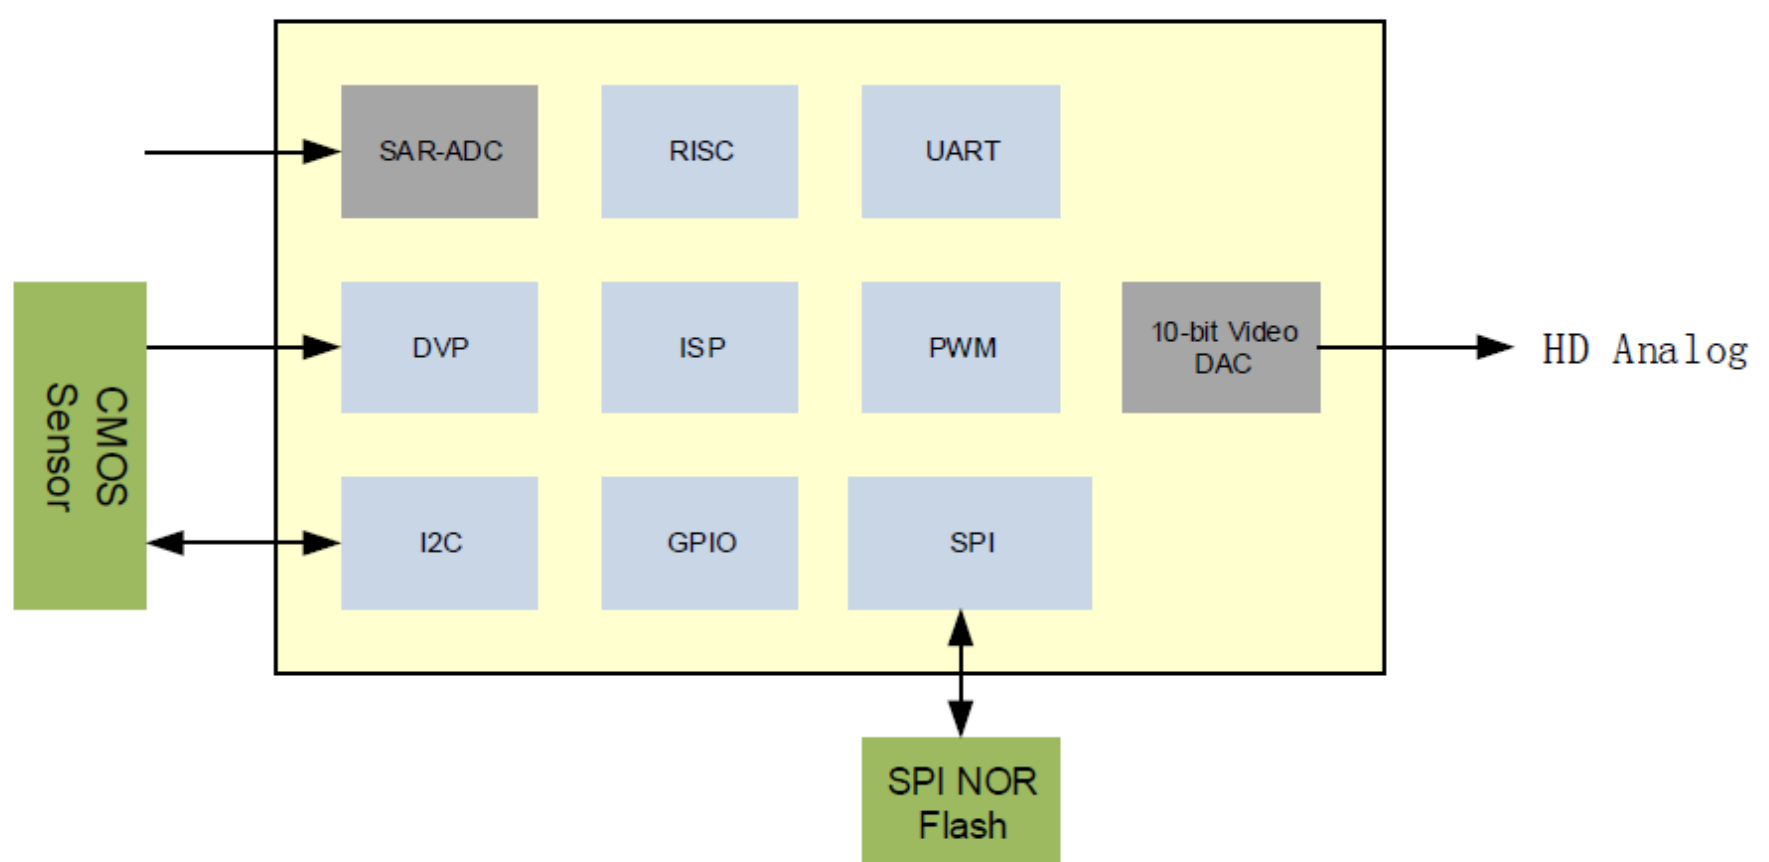 SAR-ADC
RISC
UART
CMOS
Sensor
DVP
ISP
PWM
10-bit Video
DAC
HD Analog
I2C
GPIO
SPI
SPI NOR
Flash